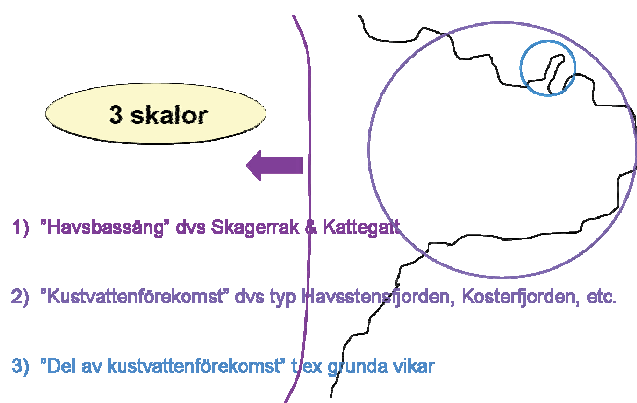 3 skalor
1) ”Havsbassäng” dvs Skagerrak & Kattegatt
2) ”Kustvattenförekomst” dvs typ Havsstensfjorden, Kosterfjorden, etc.
3) ”Del av kustvattenförekomst” t ex grunda vikar